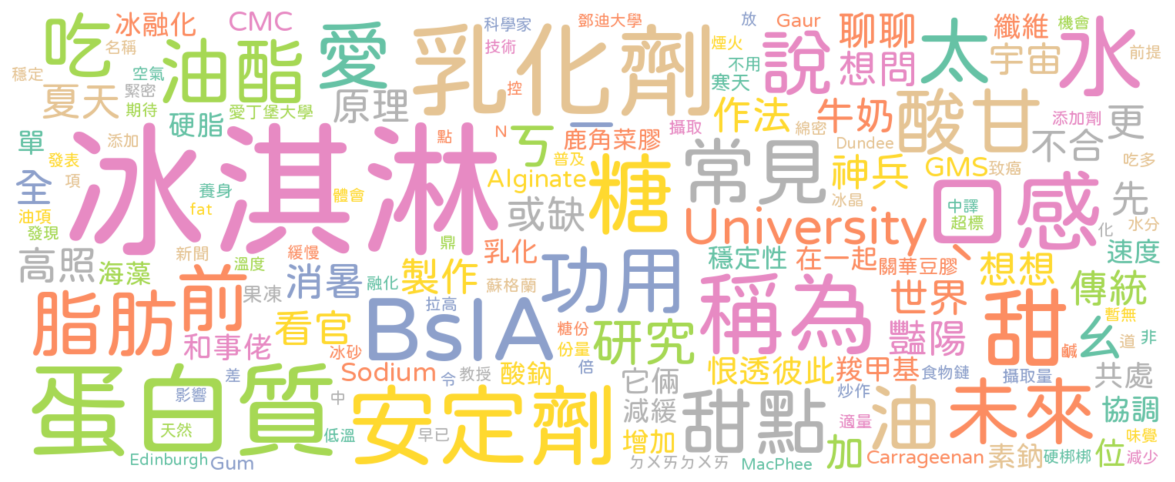 吃
名稱
冰融化
CMC
科學家
鄧迪大學
放
Gaur
聊聊
纖維
機會
油酯
愛
乳化劑
技術
煙火
說
想問
太
宇宙
水
前提
穩定
空氣
緊密
夏天
期待
愛丁堡大學
原理
控
不用
寒天
作法
牛奶
酸甘
添加劑
更
硬脂
單
添加
點
N
ㄎ
一
鹿角菜膠
攝取
綿密
Dundee
不合
吃多
發表
冰淇淋
普及
糖
常見
神兵
GMS
致癌
全
項
養身
體會
Alginate
冰晶
口感
中譯
超標
先
水分
油項
發現
fat
或缺
University
、
化
高照
海藻
新聞
溫度
緩慢
鼎
乳化
穩定性
在一起
關華豆膠
速度
果凍
消暑
融化
製作
蘇格蘭
功用
稱為
世界
想想
傳統
脂肪
前
看官
BslA
拉高
糖份
份量
研究
豔陽
甜
暫無
ㄠ
道
非
和事佬
冰砂
Sodium
令
教授
酸鈉
倍
恨透彼此
羧甲基
食物鏈
鹹
攝取量
共處
蛋白質
影響
差
中
安定劑
它倆
減緩
甜點
炒作
適量
油
未來
協調
天然
低溫
早已
增加
加
味覺
Edinburgh
Gum
ㄉㄨㄞㄉㄨㄞ
MacPhee
Carrageenan
素鈉
硬梆梆
位
減少